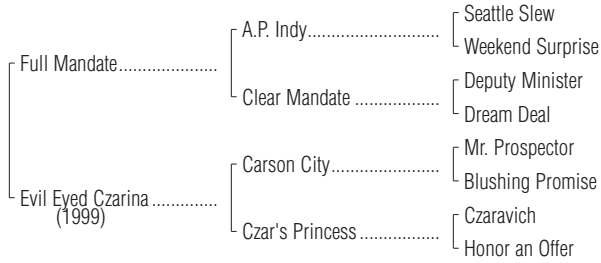 Seattle Slew
A.P. Indy..............................
Weekend Surprise
Full Mandate......................
Deputy Minister
Clear Mandate ...................
Dream Deal
Mr. Prospector
Carson City.........................
Blushing Promise
Evil Eyed Czarina ..............
(1999)
Czaravich
Czar's Princess ..................
Honor an Offer